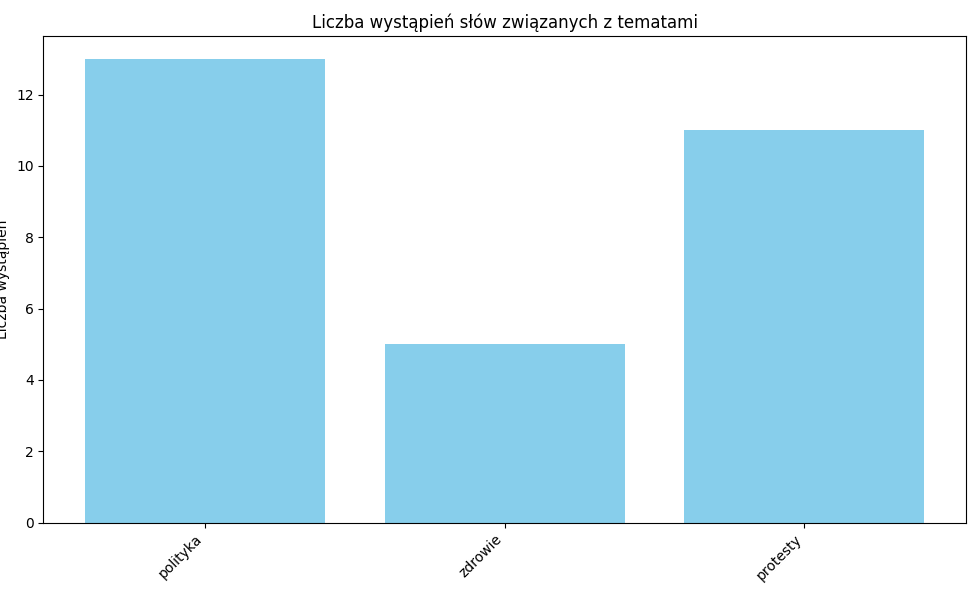 Liczba wystąpień słów związanych z tematami
Liczba wystąpień
12
10
8
6
4
2
0
polityka
zdrowie
protesty